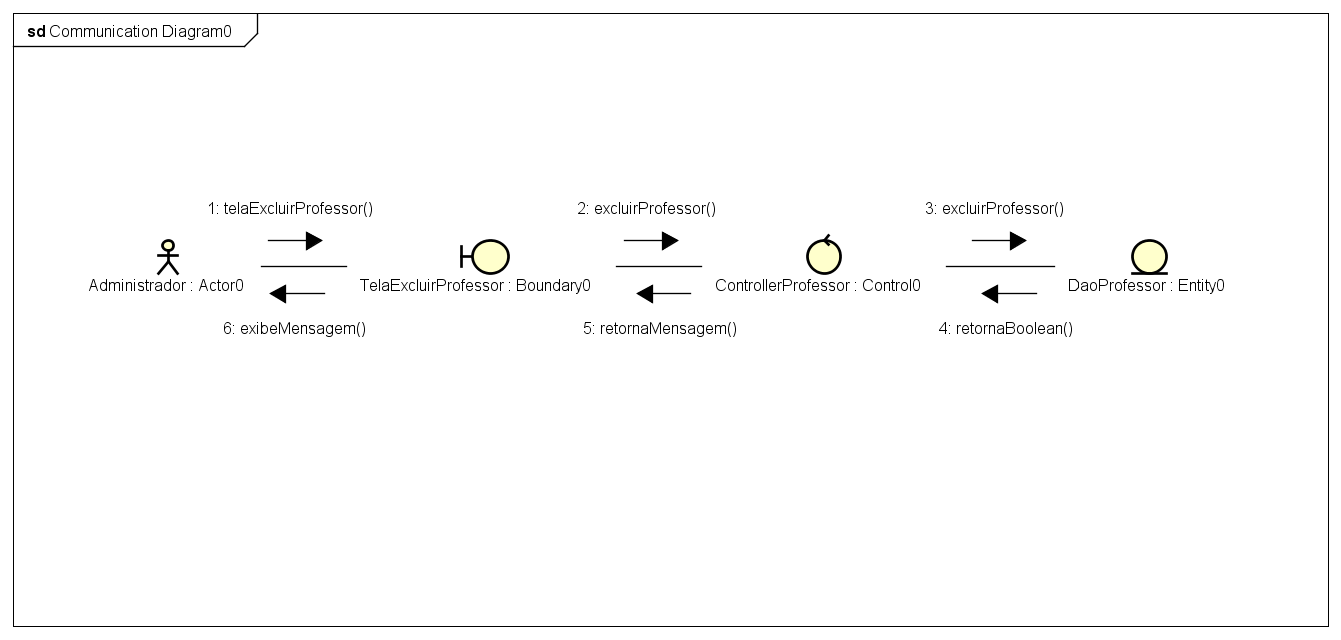 sd Communication Diagram0
1: telaExcluirProfessor()
2: excluirProfessor()
3: excluirProfessor()
Administrador : Actor0
TelaExcluirProfessor : Boundary0
ControllerProfessor : Control0
DaoProfessor : Entity0
6: exibeMensagem()
5: retornaMensagem()
4: retornaBoolean()